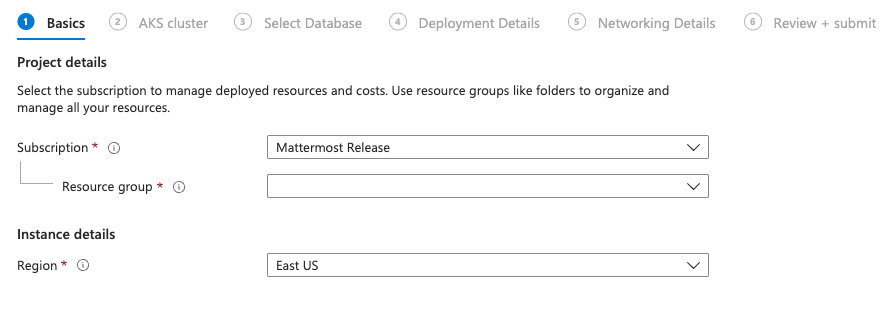 1 Basics 2 AKS cluster 3 Select Database 4 Deployment Details 5 Networking Details 6 Review + submit
Project details
Select the subscription to manage deployed resources and costs. Use resource groups like folders to organize and
manage all your resources.
Subscription * Mattermost Release
Resource group *
Instance details
Region * East US